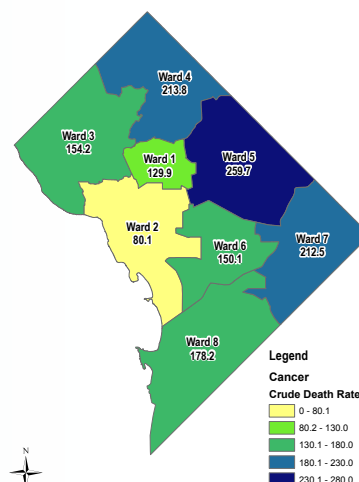 Ward 4
213.8
Ward 3
154.2
Ward 1
129.9
Ward 5
259.7
Ward 2
80.1
Ward 6
150.1
Ward 7
212.5
Ward 8
178.2
Legend
Cancer
Crude Death Rate
0 - 80.1
80.2 - 130.0
130.1 - 180.0
180.1 - 230.0
230.1 - 280.0
N